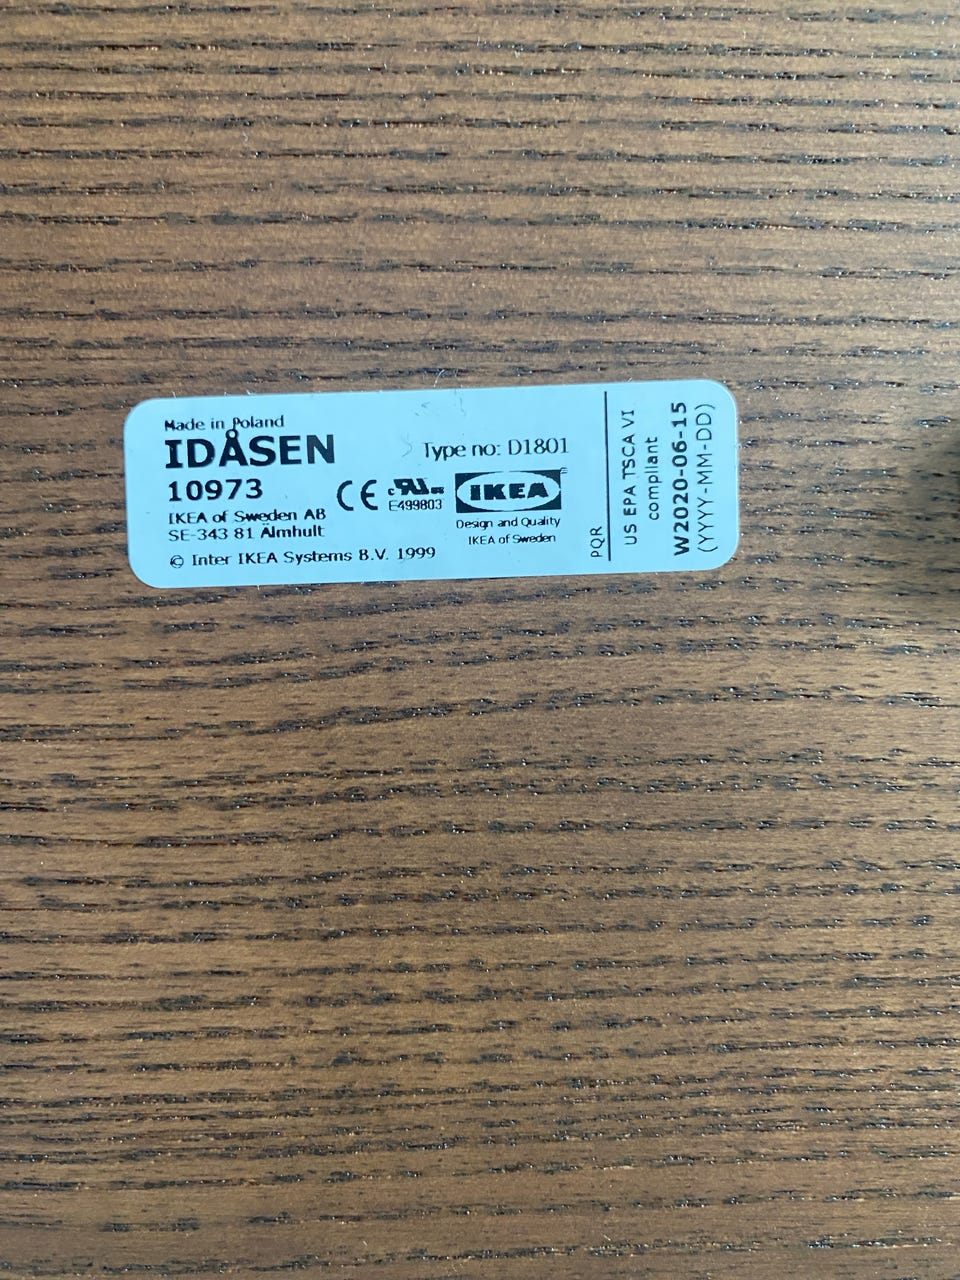 Made in Poland
IDÅSEN
10973
IKEA of Sweden AB
SE-343 81 Älmhult
© Inter IKEA Systems B.V. 1999
Type no: D1801
CE
c UL us
E499803
IKEA
Design and Quality
IKEA of Sweden
PQR
US EPA TSCA VI
compliant
W2020-06-15
(YYYY-MM-DD)